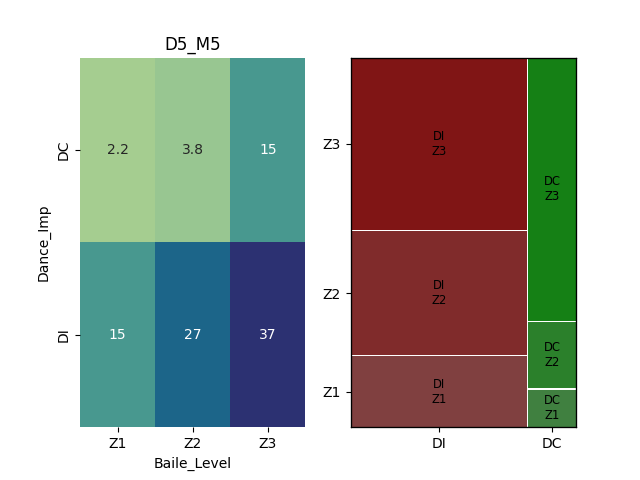 D5_M5
DC
2.2 3.8 15
Dance_Imp
DI
15 27 37
Z1 Z2 Z3
Baile_Level
Z3
Z2
Z1
DI
Z3
DI
Z2
DI
Z1
DC
Z3
DC
Z2
DC
Z1
DI DC